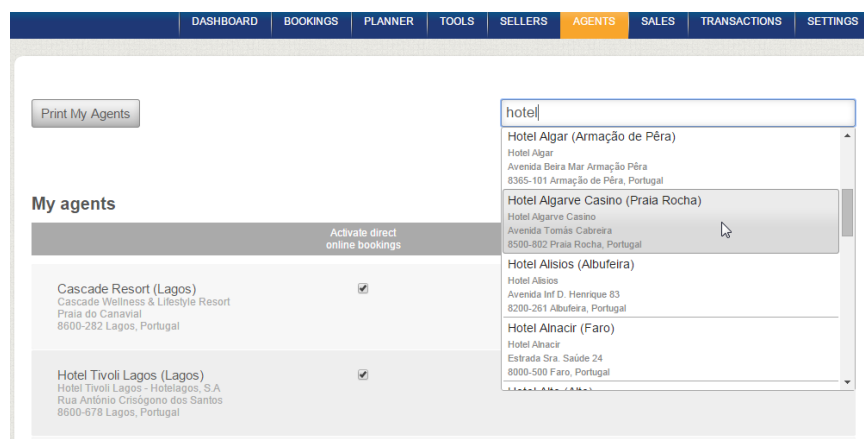 DASHBOARD BOOKINGS PLANNER TOOLS SELLERS AGENTS SALES TRANSACTIONS SETTINGS
Print My Agents
hotel
Hotel Algar (Armação de Pêra)
Hotel Algar
Avenida Beira Mar Armação Pêra
8365-101 Armação de Pêra, Portugal
Hotel Algarve Casino (Praia Rocha)
Hotel Algarve Casino
Avenida Tomás Cabreira
8500-802 Praia Rocha, Portugal
Hotel Alisios (Albufeira)
Hotel Alisios
Avenida Inf D. Henrique 83
8200-261 Albufeira, Portugal
Hotel Alnacir (Faro)
Hotel Alnacir
Estrada Sra. Saúde 24
8000-500 Faro, Portugal
My agents
Activate direct
online bookings
Cascade Resort (Lagos)
Cascade Wellness & Lifestyle Resort
Praia do Canavial
8600-282 Lagos, Portugal
Hotel Tivoli Lagos (Lagos)
Hotel Tivoli Lagos - Hotelagos, S.A
Rua António Crisógono dos Santos
8600-678 Lagos, Portugal